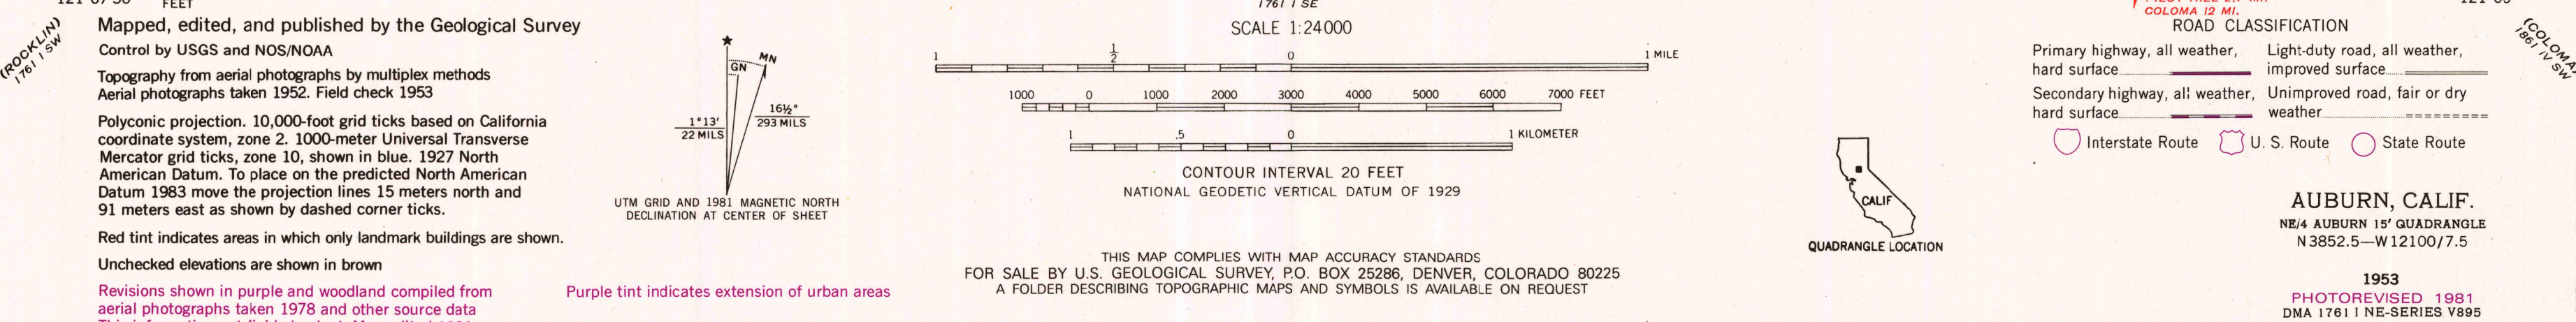 FEET
(ROCKLIN)
1761 I SW
Mapped, edited, and published by the Geological Survey
Control by USGS and NOS/NOAA
Topography from aerial photographs by multiplex methods
Aerial photographs taken 1952. Field check 1953
Polyconic projection. 10,000-foot grid ticks based on California
coordinate system, zone 2. 1000-meter Universal Transverse
Mercator grid ticks, zone 10, shown in blue. 1927 North
American Datum. To place on the predicted North American
Datum 1983 move the projection lines 15 meters north and
91 meters east as shown by dashed corner ticks.
Red tint indicates areas in which only landmark buildings are shown.
Unchecked elevations are shown in brown
Revisions shown in purple and woodland compiled from
aerial photographs taken 1978 and other source data
Purple tint indicates extension of urban areas
★
GN
MN
1°13′
22 MILS
16½°
293 MILS
UTM GRID AND 1981 MAGNETIC NORTH
DECLINATION AT CENTER OF SHEET
1761 I SE
SCALE 1:24000
1 ½ 0 1 MILE
1000 0 1000 2000 3000 4000 5000 6000 7000 FEET
1 .5 0 1 KILOMETER
CONTOUR INTERVAL 20 FEET
NATIONAL GEODETIC VERTICAL DATUM OF 1929
THIS MAP COMPLIES WITH MAP ACCURACY STANDARDS
FOR SALE BY U.S. GEOLOGICAL SURVEY, P.O. BOX 25286, DENVER, COLORADO 80225
A FOLDER DESCRIBING TOPOGRAPHIC MAPS AND SYMBOLS IS AVAILABLE ON REQUEST
CALIF
QUADRANGLE LOCATION
COLOMA 12 MI.
ROAD CLASSIFICATION
Primary highway, all weather,
hard surface
Light-duty road, all weather,
improved surface
Secondary highway, all weather,
hard surface
Unimproved road, fair or dry
weather
Interstate Route
U. S. Route
State Route
(COLOMA)
1861 IV SW
AUBURN, CALIF.
NE/4 AUBURN 15′ QUADRANGLE
N3852.5—W12100/7.5
1953
PHOTOREVISED 1981
DMA 1761 I NE-SERIES V895